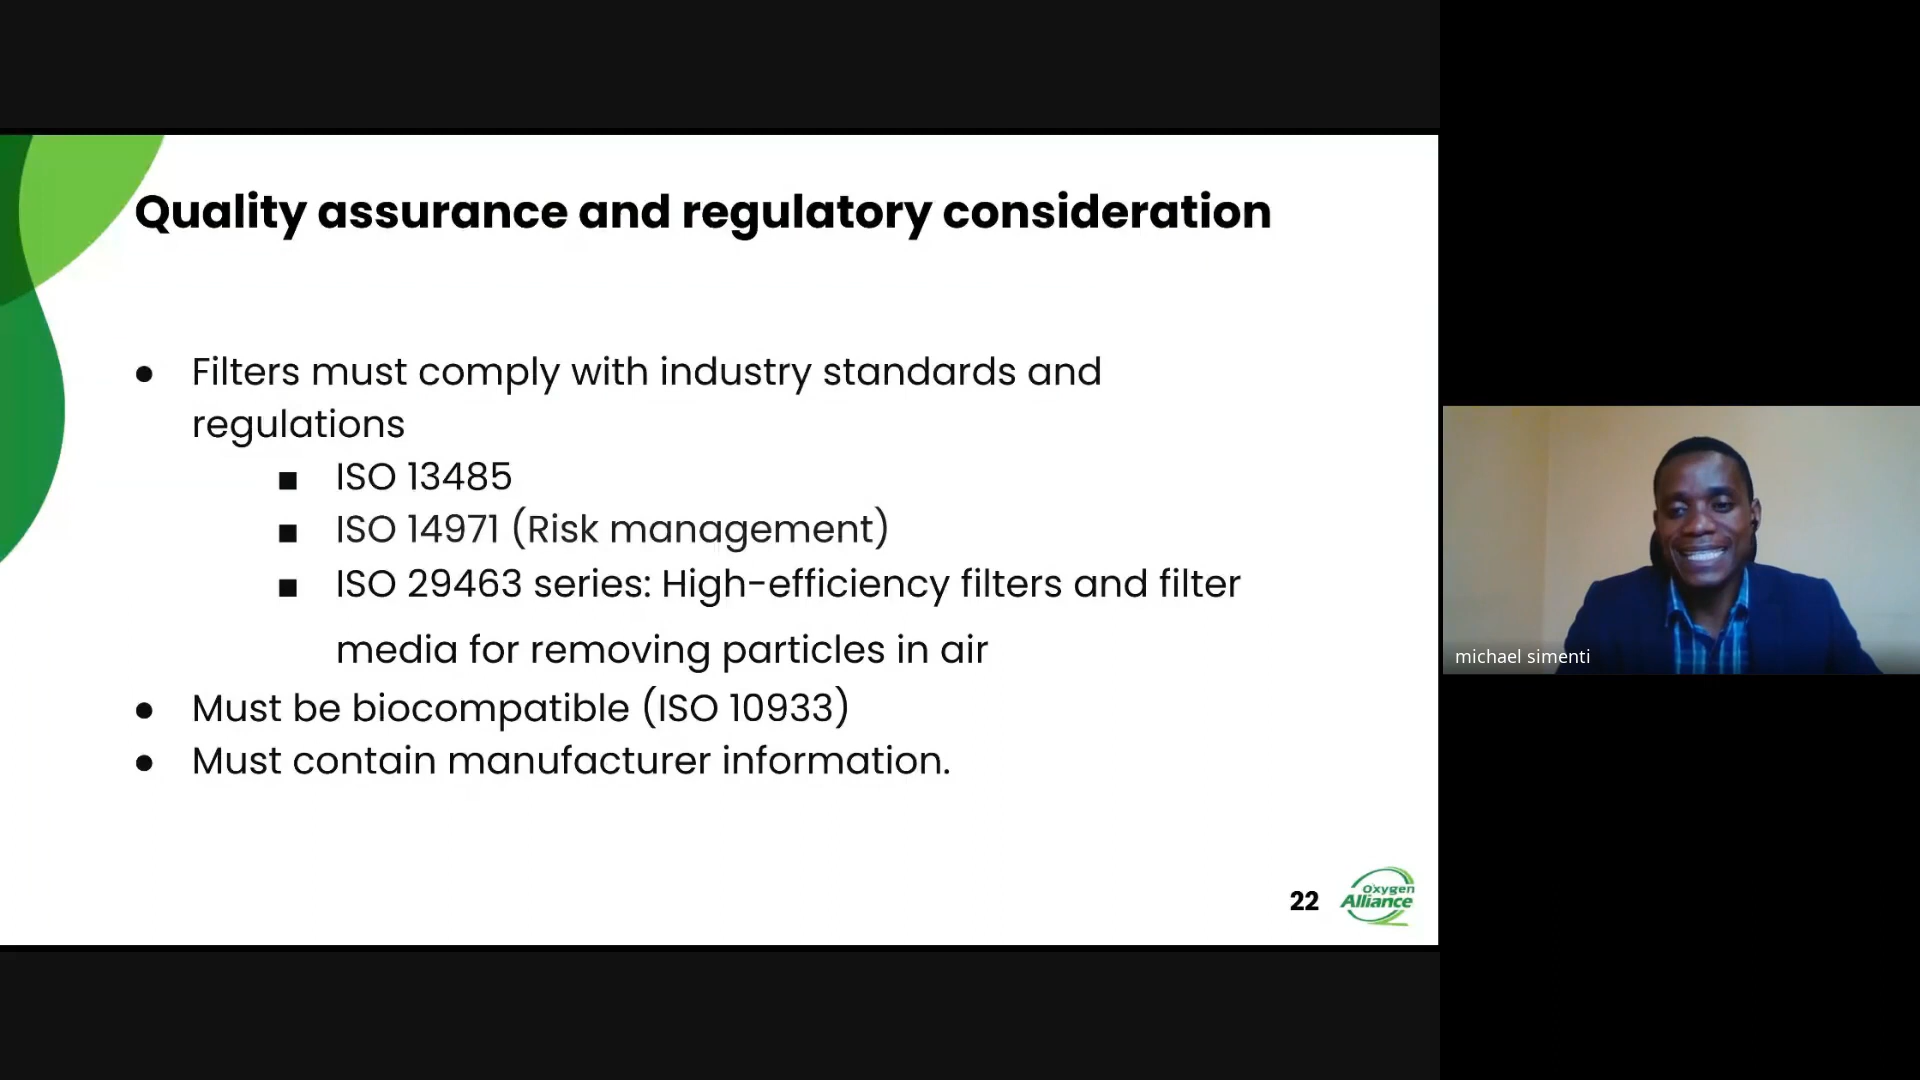 Quality assurance and regulatory consideration
● Filters must comply with industry standards and
regulations
■ ISO 13485
■ ISO 14971 (Risk management)
■ ISO 29463 series: High-efficiency filters and filter
media for removing particles in air
● Must be biocompatible (ISO 10933)
● Must contain manufacturer information.
22
Oxygen
Alliance
michael simenti